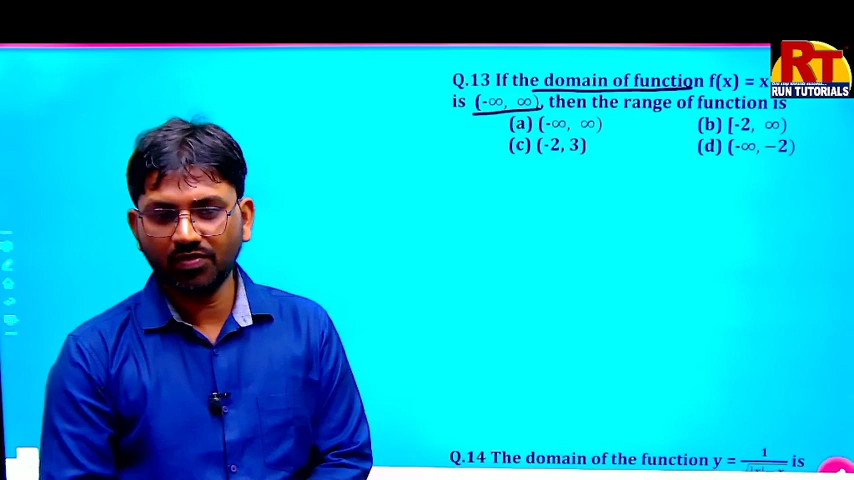 RT
RUN TUTORIALS
Q.13 If the domain of function f(x) = x
is (-∞, ∞), then the range of function is
(a) (-∞, ∞)
(b) [-2, ∞)
(c) (-2, 3]
(d) (-∞, −2)
Q.14 The domain of the function y = 1 is